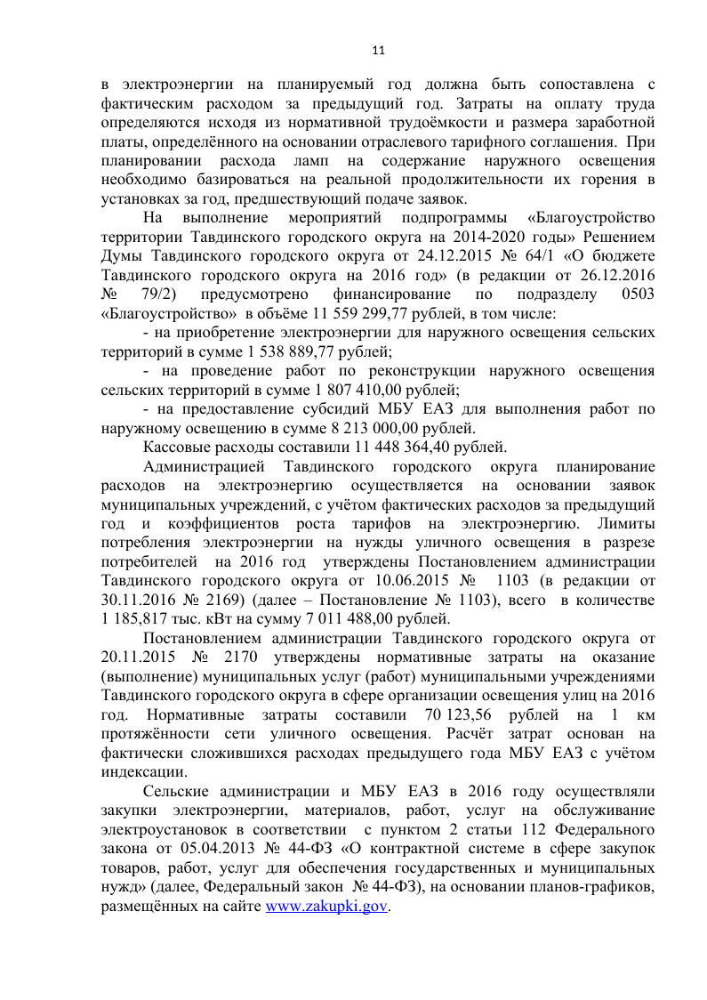 11
в электроэнергии на планируемый год должна быть сопоставлена с
фактическим расходом за предыдущий год. Затраты на оплату труда
определяются исходя из нормативной трудоёмкости и размера заработной
платы, определённого на основании отраслевого тарифного соглашения. При
планировании расхода ламп на содержание наружного освещения
необходимо базироваться на реальной продолжительности их горения в
установках за год, предшествующий подаче заявок.
На выполнение мероприятий подпрограммы «Благоустройство
территории Тавдинского городского округа на 2014-2020 годы» Решением
Думы Тавдинского городского округа от 24.12.2015 № 64/1 «О бюджете
Тавдинского городского округа на 2016 год» (в редакции от 26.12.2016
№ 79/2) предусмотрено финансирование по подразделу 0503
«Благоустройство» в объёме 11 559 299,77 рублей, в том числе:
- на приобретение электроэнергии для наружного освещения сельских
территорий в сумме 1 538 889,77 рублей;
- на проведение работ по реконструкции наружного освещения
сельских территорий в сумме 1 807 410,00 рублей;
- на предоставление субсидий МБУ ЕАЗ для выполнения работ по
наружному освещению в сумме 8 213 000,00 рублей.
Кассовые расходы составили 11 448 364,40 рублей.
Администрацией Тавдинского городского округа планирование
расходов на электроэнергию осуществляется на основании заявок
муниципальных учреждений, с учётом фактических расходов за предыдущий
год и коэффициентов роста тарифов на электроэнергию. Лимиты
потребления электроэнергии на нужды уличного освещения в разрезе
потребителей на 2016 год утверждены Постановлением администрации
Тавдинского городского округа от 10.06.2015 № 1103 (в редакции от
30.11.2016 № 2169) (далее – Постановление № 1103), всего в количестве
1 185,817 тыс. кВт на сумму 7 011 488,00 рублей.
Постановлением администрации Тавдинского городского округа от
20.11.2015 № 2170 утверждены нормативные затраты на оказание
(выполнение) муниципальных услуг (работ) муниципальными учреждениями
Тавдинского городского округа в сфере организации освещения улиц на 2016
год. Нормативные затраты составили 70 123,56 рублей на 1 км
протяжённости сети уличного освещения. Расчёт затрат основан на
фактически сложившихся расходах предыдущего года МБУ ЕАЗ с учётом
индексации.
Сельские администрации и МБУ ЕАЗ в 2016 году осуществляли
закупки электроэнергии, материалов, работ, услуг на обслуживание
электроустановок в соответствии с пунктом 2 статьи 112 Федерального
закона от 05.04.2013 № 44-ФЗ «О контрактной системе в сфере закупок
товаров, работ, услуг для обеспечения государственных и муниципальных
нужд» (далее, Федеральный закон № 44-ФЗ), на основании планов-графиков,
размещённых на сайте www.zakupki.gov.